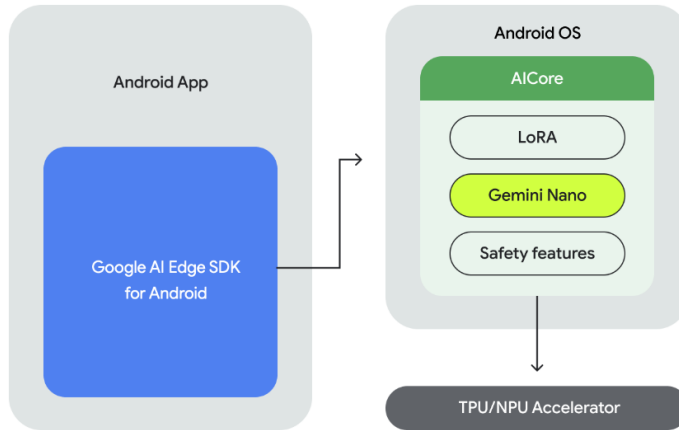 Android App
Google AI Edge SDK
for Android
Android OS
AICore
LoRA
Gemini Nano
Safety features
TPU/NPU Accelerator